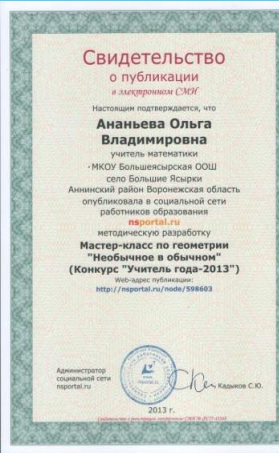 Свидетельство
о публикации
в электронном СМИ
Настоящим подтверждается, что
Ананьева Ольга
Владимировна
учитель математики
-МКОУ Большеясырская ООШ
село Большие Ясырки
Аннинский район Воронежская область
опубликовала в социальной сети
работников образования
nsportal.ru
методическую разработку
Мастер-класс по геометрии
"Необычное в обычном"
(Конкурс "Учитель года-2013")
Web-адрес публикации:
http://nsportal.ru/node/598603
Администратор
социальной сети
nsportal.ru
Кадыков С.Ю.
2013 г.